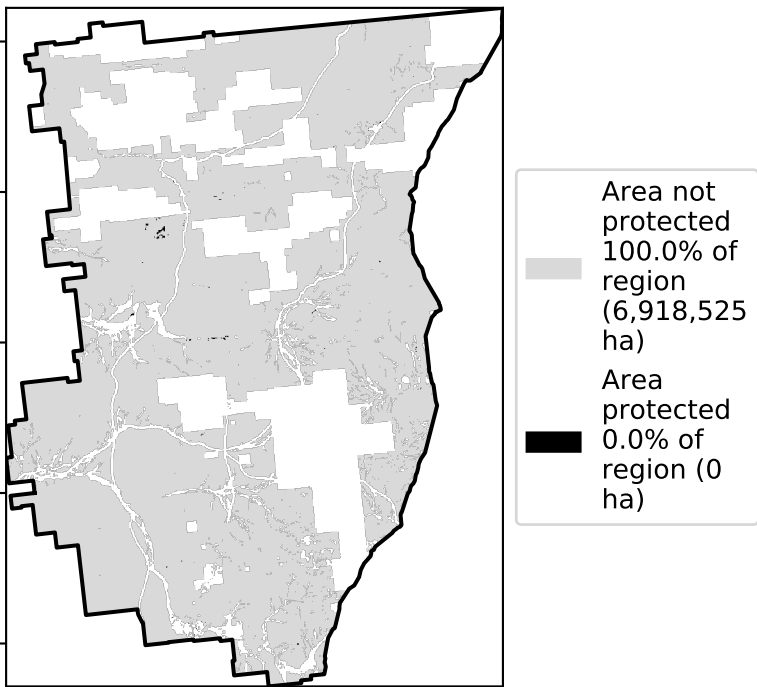 Area not
protected
100.0% of
region
(6,918,525
ha)
Area
protected
0.0% of
region (0
ha)